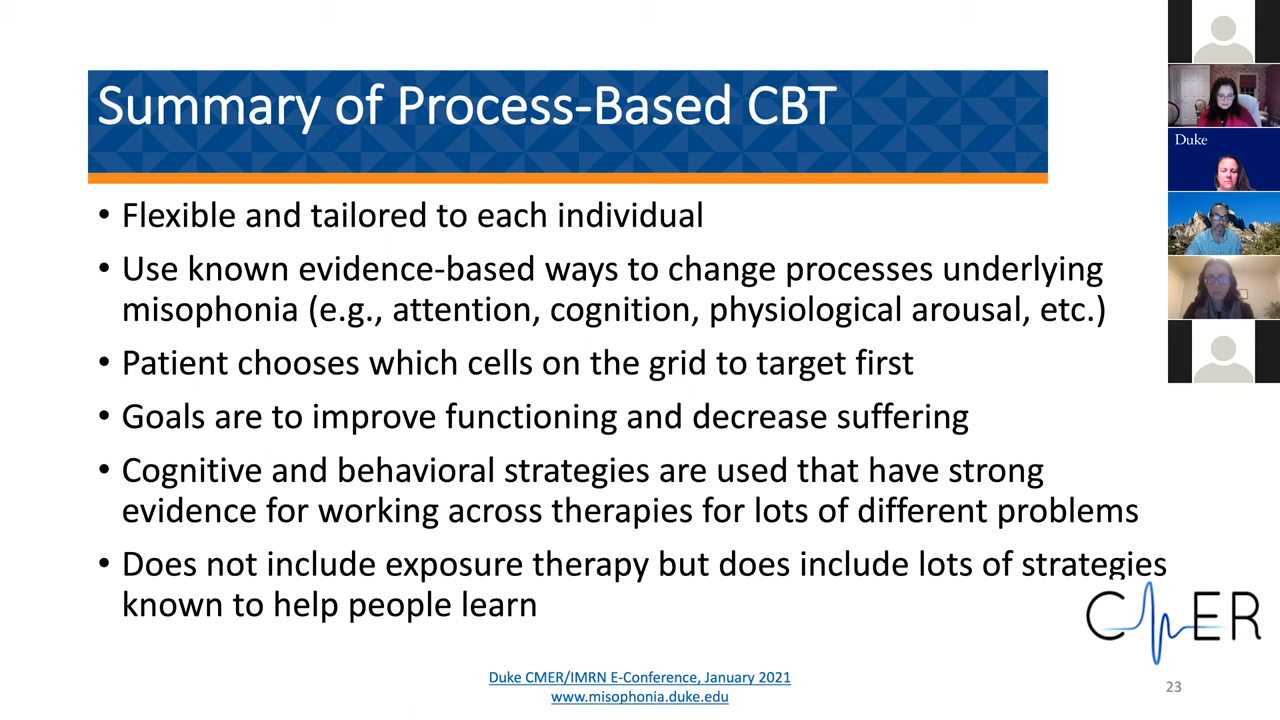 Summary of Process-Based CBT
• Flexible and tailored to each individual
• Use known evidence-based ways to change processes underlying
misophonia (e.g., attention, cognition, physiological arousal, etc.)
• Patient chooses which cells on the grid to target first
• Goals are to improve functioning and decrease suffering
• Cognitive and behavioral strategies are used that have strong
evidence for working across therapies for lots of different problems
• Does not include exposure therapy but does include lots of strategies
known to help people learn
Duke CMER/IMRN E-Conference, January 2021
www.misophonia.duke.edu
CMER
23
Duke